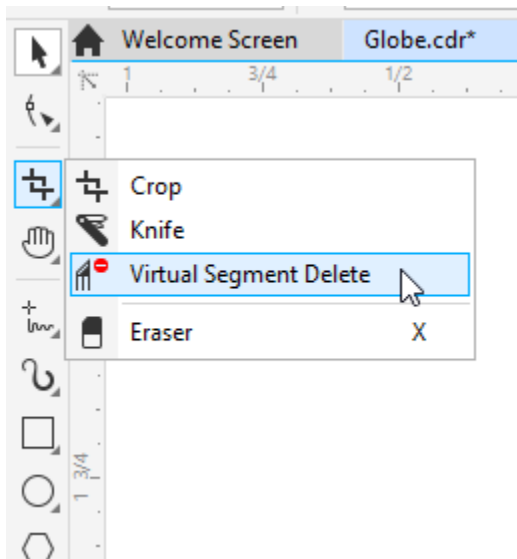 Welcome Screen
Globe.cdr*
1 3/4 1/2
Crop
Knife
Virtual Segment Delete
Eraser X
1 3/4